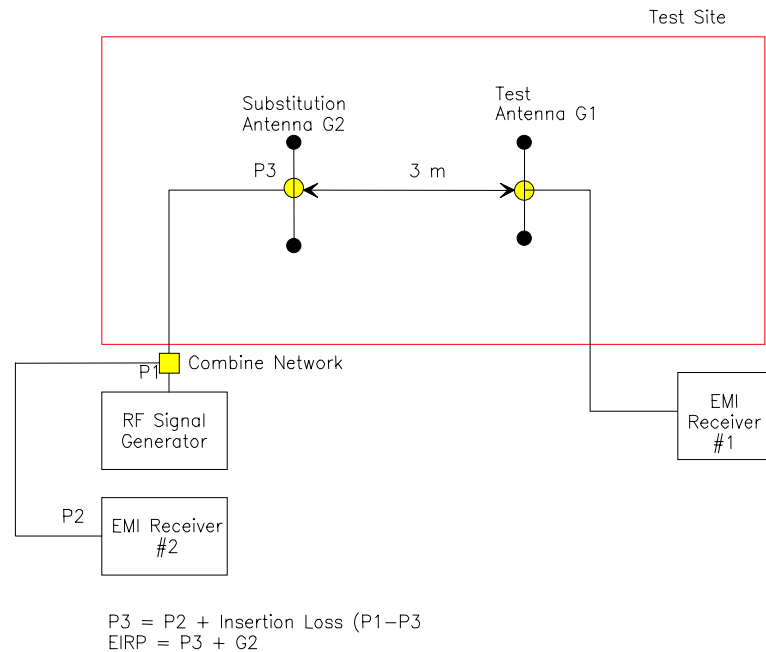 Test Site
Substitution
Antenna G2
Test
Antenna G1
P3
3 m
P1
Combine Network
RF Signal
Generator
EMI
Receiver
#1
P2
EMI Receiver
#2
P3 = P2 + Insertion Loss (P1-P3
EIRP = P3 + G2